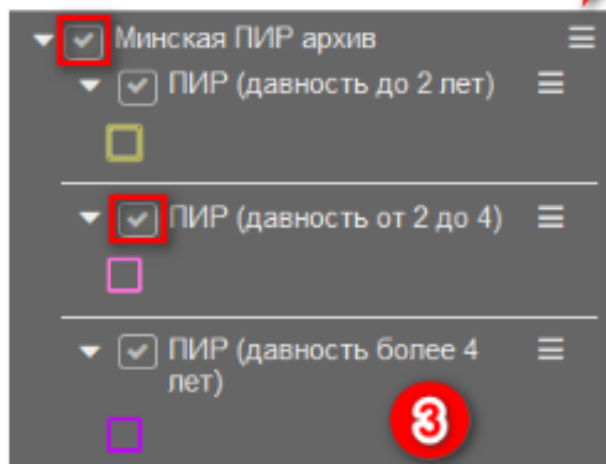 Минская ПИР архив
ПИР (давность до 2 лет)
ПИР (давность от 2 до 4)
ПИР (давность более 4
лет)
3